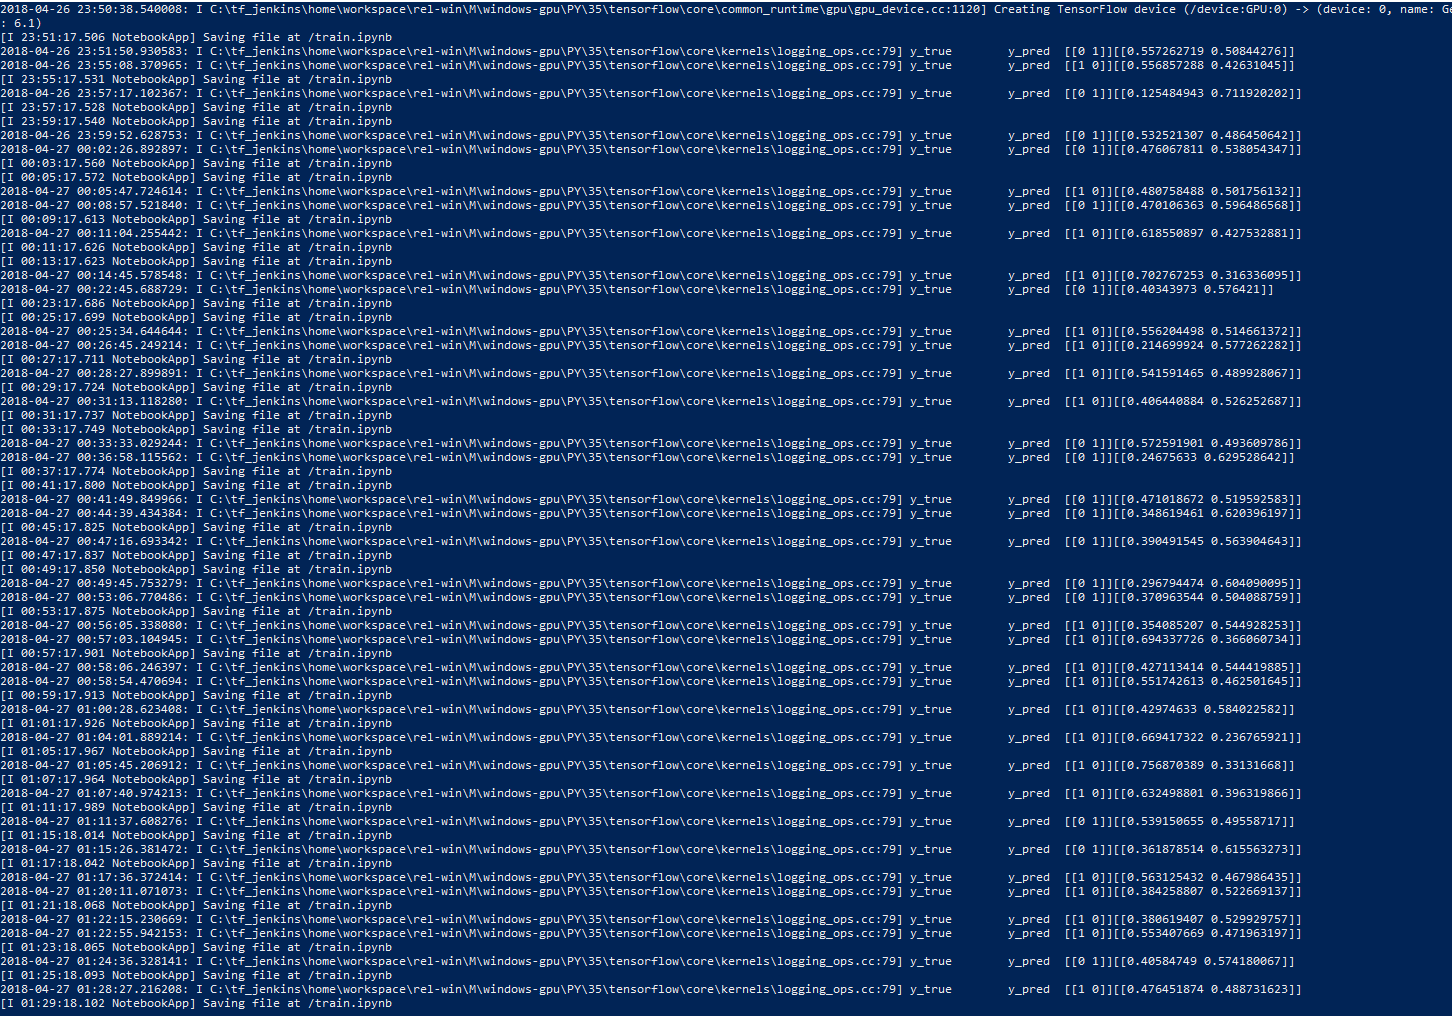 2018-04-26 23:50:38.540008: I C:\tf_jenkins\home\workspace\rel-win\M\windows-gpu\PY\35\tensorflow\core\common_runtime\gpu\gpu_device.cc:1120] Creating TensorFlow device (/device:GPU:0) -> (device: 0, name: Ge
: 6.1)
[I 23:51:17.506 NotebookApp] Saving file at /train.ipynb
2018-04-26 23:51:50.930583: I C:\tf_jenkins\home\workspace\rel-win\M\windows-gpu\PY\35\tensorflow\core\kernels\logging_ops.cc:79] y_true        y_pred  [[0 1]][[0.557262719 0.50844276]]
2018-04-26 23:55:08.370965: I C:\tf_jenkins\home\workspace\rel-win\M\windows-gpu\PY\35\tensorflow\core\kernels\logging_ops.cc:79] y_true        y_pred  [[1 0]][[0.556857288 0.42631045]]
[I 23:55:17.531 NotebookApp] Saving file at /train.ipynb
2018-04-26 23:57:17.102367: I C:\tf_jenkins\home\workspace\rel-win\M\windows-gpu\PY\35\tensorflow\core\kernels\logging_ops.cc:79] y_true        y_pred  [[0 1]][[0.125484943 0.711920202]]
[I 23:57:17.528 NotebookApp] Saving file at /train.ipynb
[I 23:59:17.540 NotebookApp] Saving file at /train.ipynb
2018-04-26 23:59:52.628753: I C:\tf_jenkins\home\workspace\rel-win\M\windows-gpu\PY\35\tensorflow\core\kernels\logging_ops.cc:79] y_true        y_pred  [[0 1]][[0.532521307 0.486450642]]
2018-04-27 00:02:26.892897: I C:\tf_jenkins\home\workspace\rel-win\M\windows-gpu\PY\35\tensorflow\core\kernels\logging_ops.cc:79] y_true        y_pred  [[0 1]][[0.476067811 0.538054347]]
[I 00:03:17.560 NotebookApp] Saving file at /train.ipynb
[I 00:05:17.572 NotebookApp] Saving file at /train.ipynb
2018-04-27 00:05:47.724614: I C:\tf_jenkins\home\workspace\rel-win\M\windows-gpu\PY\35\tensorflow\core\kernels\logging_ops.cc:79] y_true        y_pred  [[1 0]][[0.480758488 0.501756132]]
2018-04-27 00:08:57.521840: I C:\tf_jenkins\home\workspace\rel-win\M\windows-gpu\PY\35\tensorflow\core\kernels\logging_ops.cc:79] y_true        y_pred  [[1 0]][[0.470106363 0.596486568]]
[I 00:09:17.613 NotebookApp] Saving file at /train.ipynb
2018-04-27 00:11:04.255442: I C:\tf_jenkins\home\workspace\rel-win\M\windows-gpu\PY\35\tensorflow\core\kernels\logging_ops.cc:79] y_true        y_pred  [[1 0]][[0.618550897 0.427532881]]
[I 00:11:17.626 NotebookApp] Saving file at /train.ipynb
[I 00:13:17.623 NotebookApp] Saving file at /train.ipynb
2018-04-27 00:14:45.578548: I C:\tf_jenkins\home\workspace\rel-win\M\windows-gpu\PY\35\tensorflow\core\kernels\logging_ops.cc:79] y_true        y_pred  [[1 0]][[0.702767253 0.316336095]]
2018-04-27 00:22:45.688729: I C:\tf_jenkins\home\workspace\rel-win\M\windows-gpu\PY\35\tensorflow\core\kernels\logging_ops.cc:79] y_true        y_pred  [[0 1]][[0.40343973 0.576421]]
[I 00:23:17.686 NotebookApp] Saving file at /train.ipynb
[I 00:25:17.699 NotebookApp] Saving file at /train.ipynb
2018-04-27 00:25:34.644644: I C:\tf_jenkins\home\workspace\rel-win\M\windows-gpu\PY\35\tensorflow\core\kernels\logging_ops.cc:79] y_true        y_pred  [[1 0]][[0.556204498 0.514661372]]
2018-04-27 00:26:45.249214: I C:\tf_jenkins\home\workspace\rel-win\M\windows-gpu\PY\35\tensorflow\core\kernels\logging_ops.cc:79] y_true        y_pred  [[1 0]][[0.214699924 0.577262282]]
[I 00:27:17.711 NotebookApp] Saving file at /train.ipynb
2018-04-27 00:28:27.899891: I C:\tf_jenkins\home\workspace\rel-win\M\windows-gpu\PY\35\tensorflow\core\kernels\logging_ops.cc:79] y_true        y_pred  [[1 0]][[0.541591465 0.489928067]]
[I 00:29:17.724 NotebookApp] Saving file at /train.ipynb
2018-04-27 00:31:13.118280: I C:\tf_jenkins\home\workspace\rel-win\M\windows-gpu\PY\35\tensorflow\core\kernels\logging_ops.cc:79] y_true        y_pred  [[1 0]][[0.406440884 0.526252687]]
[I 00:31:17.737 NotebookApp] Saving file at /train.ipynb
[I 00:33:17.749 NotebookApp] Saving file at /train.ipynb
2018-04-27 00:33:33.029244: I C:\tf_jenkins\home\workspace\rel-win\M\windows-gpu\PY\35\tensorflow\core\kernels\logging_ops.cc:79] y_true        y_pred  [[0 1]][[0.572591901 0.493609786]]
2018-04-27 00:36:58.115562: I C:\tf_jenkins\home\workspace\rel-win\M\windows-gpu\PY\35\tensorflow\core\kernels\logging_ops.cc:79] y_true        y_pred  [[0 1]][[0.24675633 0.629528642]]
[I 00:37:17.774 NotebookApp] Saving file at /train.ipynb
[I 00:41:17.800 NotebookApp] Saving file at /train.ipynb
2018-04-27 00:41:49.849966: I C:\tf_jenkins\home\workspace\rel-win\M\windows-gpu\PY\35\tensorflow\core\kernels\logging_ops.cc:79] y_true        y_pred  [[0 1]][[0.471018672 0.519592583]]
2018-04-27 00:44:39.434384: I C:\tf_jenkins\home\workspace\rel-win\M\windows-gpu\PY\35\tensorflow\core\kernels\logging_ops.cc:79] y_true        y_pred  [[0 1]][[0.348619461 0.620396197]]
[I 00:45:17.825 NotebookApp] Saving file at /train.ipynb
2018-04-27 00:47:16.693342: I C:\tf_jenkins\home\workspace\rel-win\M\windows-gpu\PY\35\tensorflow\core\kernels\logging_ops.cc:79] y_true        y_pred  [[0 1]][[0.390491545 0.563904643]]
[I 00:47:17.837 NotebookApp] Saving file at /train.ipynb
[I 00:49:17.850 NotebookApp] Saving file at /train.ipynb
2018-04-27 00:49:45.753279: I C:\tf_jenkins\home\workspace\rel-win\M\windows-gpu\PY\35\tensorflow\core\kernels\logging_ops.cc:79] y_true        y_pred  [[0 1]][[0.296794474 0.604090095]]
2018-04-27 00:53:06.770486: I C:\tf_jenkins\home\workspace\rel-win\M\windows-gpu\PY\35\tensorflow\core\kernels\logging_ops.cc:79] y_true        y_pred  [[0 1]][[0.370963544 0.504088759]]
[I 00:53:17.875 NotebookApp] Saving file at /train.ipynb
2018-04-27 00:56:05.338080: I C:\tf_jenkins\home\workspace\rel-win\M\windows-gpu\PY\35\tensorflow\core\kernels\logging_ops.cc:79] y_true        y_pred  [[0 1]][[0.354085207 0.544928253]]
2018-04-27 00:57:03.104945: I C:\tf_jenkins\home\workspace\rel-win\M\windows-gpu\PY\35\tensorflow\core\kernels\logging_ops.cc:79] y_true        y_pred  [[1 0]][[0.694337726 0.366060734]]
[I 00:57:17.901 NotebookApp] Saving file at /train.ipynb
2018-04-27 00:58:06.246397: I C:\tf_jenkins\home\workspace\rel-win\M\windows-gpu\PY\35\tensorflow\core\kernels\logging_ops.cc:79] y_true        y_pred  [[1 0]][[0.427113414 0.544419885]]
2018-04-27 00:58:54.470694: I C:\tf_jenkins\home\workspace\rel-win\M\windows-gpu\PY\35\tensorflow\core\kernels\logging_ops.cc:79] y_true        y_pred  [[1 0]][[0.551742613 0.462501645]]
[I 00:59:17.913 NotebookApp] Saving file at /train.ipynb
2018-04-27 01:00:28.623408: I C:\tf_jenkins\home\workspace\rel-win\M\windows-gpu\PY\35\tensorflow\core\kernels\logging_ops.cc:79] y_true        y_pred  [[1 0]][[0.42974633 0.584022582]]
[I 01:01:17.926 NotebookApp] Saving file at /train.ipynb
2018-04-27 01:04:01.889214: I C:\tf_jenkins\home\workspace\rel-win\M\windows-gpu\PY\35\tensorflow\core\kernels\logging_ops.cc:79] y_true        y_pred  [[1 0]][[0.669417322 0.236765921]]
[I 01:05:17.967 NotebookApp] Saving file at /train.ipynb
2018-04-27 01:05:45.206912: I C:\tf_jenkins\home\workspace\rel-win\M\windows-gpu\PY\35\tensorflow\core\kernels\logging_ops.cc:79] y_true        y_pred  [[1 0]][[0.756870389 0.33131668]]
[I 01:07:17.964 NotebookApp] Saving file at /train.ipynb
2018-04-27 01:07:40.974213: I C:\tf_jenkins\home\workspace\rel-win\M\windows-gpu\PY\35\tensorflow\core\kernels\logging_ops.cc:79] y_true        y_pred  [[0 1]][[0.632498801 0.396319866]]
[I 01:11:17.989 NotebookApp] Saving file at /train.ipynb
2018-04-27 01:11:37.608276: I C:\tf_jenkins\home\workspace\rel-win\M\windows-gpu\PY\35\tensorflow\core\kernels\logging_ops.cc:79] y_true        y_pred  [[0 1]][[0.539150655 0.49558717]]
[I 01:15:18.014 NotebookApp] Saving file at /train.ipynb
2018-04-27 01:15:26.381472: I C:\tf_jenkins\home\workspace\rel-win\M\windows-gpu\PY\35\tensorflow\core\kernels\logging_ops.cc:79] y_true        y_pred  [[0 1]][[0.361878514 0.615563273]]
[I 01:17:18.042 NotebookApp] Saving file at /train.ipynb
2018-04-27 01:17:36.372414: I C:\tf_jenkins\home\workspace\rel-win\M\windows-gpu\PY\35\tensorflow\core\kernels\logging_ops.cc:79] y_true        y_pred  [[1 0]][[0.563125432 0.467986435]]
2018-04-27 01:20:11.071073: I C:\tf_jenkins\home\workspace\rel-win\M\windows-gpu\PY\35\tensorflow\core\kernels\logging_ops.cc:79] y_true        y_pred  [[1 0]][[0.384258807 0.522669137]]
[I 01:21:18.068 NotebookApp] Saving file at /train.ipynb
2018-04-27 01:22:15.230669: I C:\tf_jenkins\home\workspace\rel-win\M\windows-gpu\PY\35\tensorflow\core\kernels\logging_ops.cc:79] y_true        y_pred  [[1 0]][[0.380619407 0.529929757]]
2018-04-27 01:22:55.942153: I C:\tf_jenkins\home\workspace\rel-win\M\windows-gpu\PY\35\tensorflow\core\kernels\logging_ops.cc:79] y_true        y_pred  [[1 0]][[0.553407669 0.471963197]]
[I 01:23:18.065 NotebookApp] Saving file at /train.ipynb
2018-04-27 01:24:36.328141: I C:\tf_jenkins\home\workspace\rel-win\M\windows-gpu\PY\35\tensorflow\core\kernels\logging_ops.cc:79] y_true        y_pred  [[0 1]][[0.40584749 0.574180067]]
[I 01:25:18.093 NotebookApp] Saving file at /train.ipynb
2018-04-27 01:28:27.216208: I C:\tf_jenkins\home\workspace\rel-win\M\windows-gpu\PY\35\tensorflow\core\kernels\logging_ops.cc:79] y_true        y_pred  [[1 0]][[0.476451874 0.488731623]]
[I 01:29:18.102 NotebookApp] Saving file at /train.ipynb